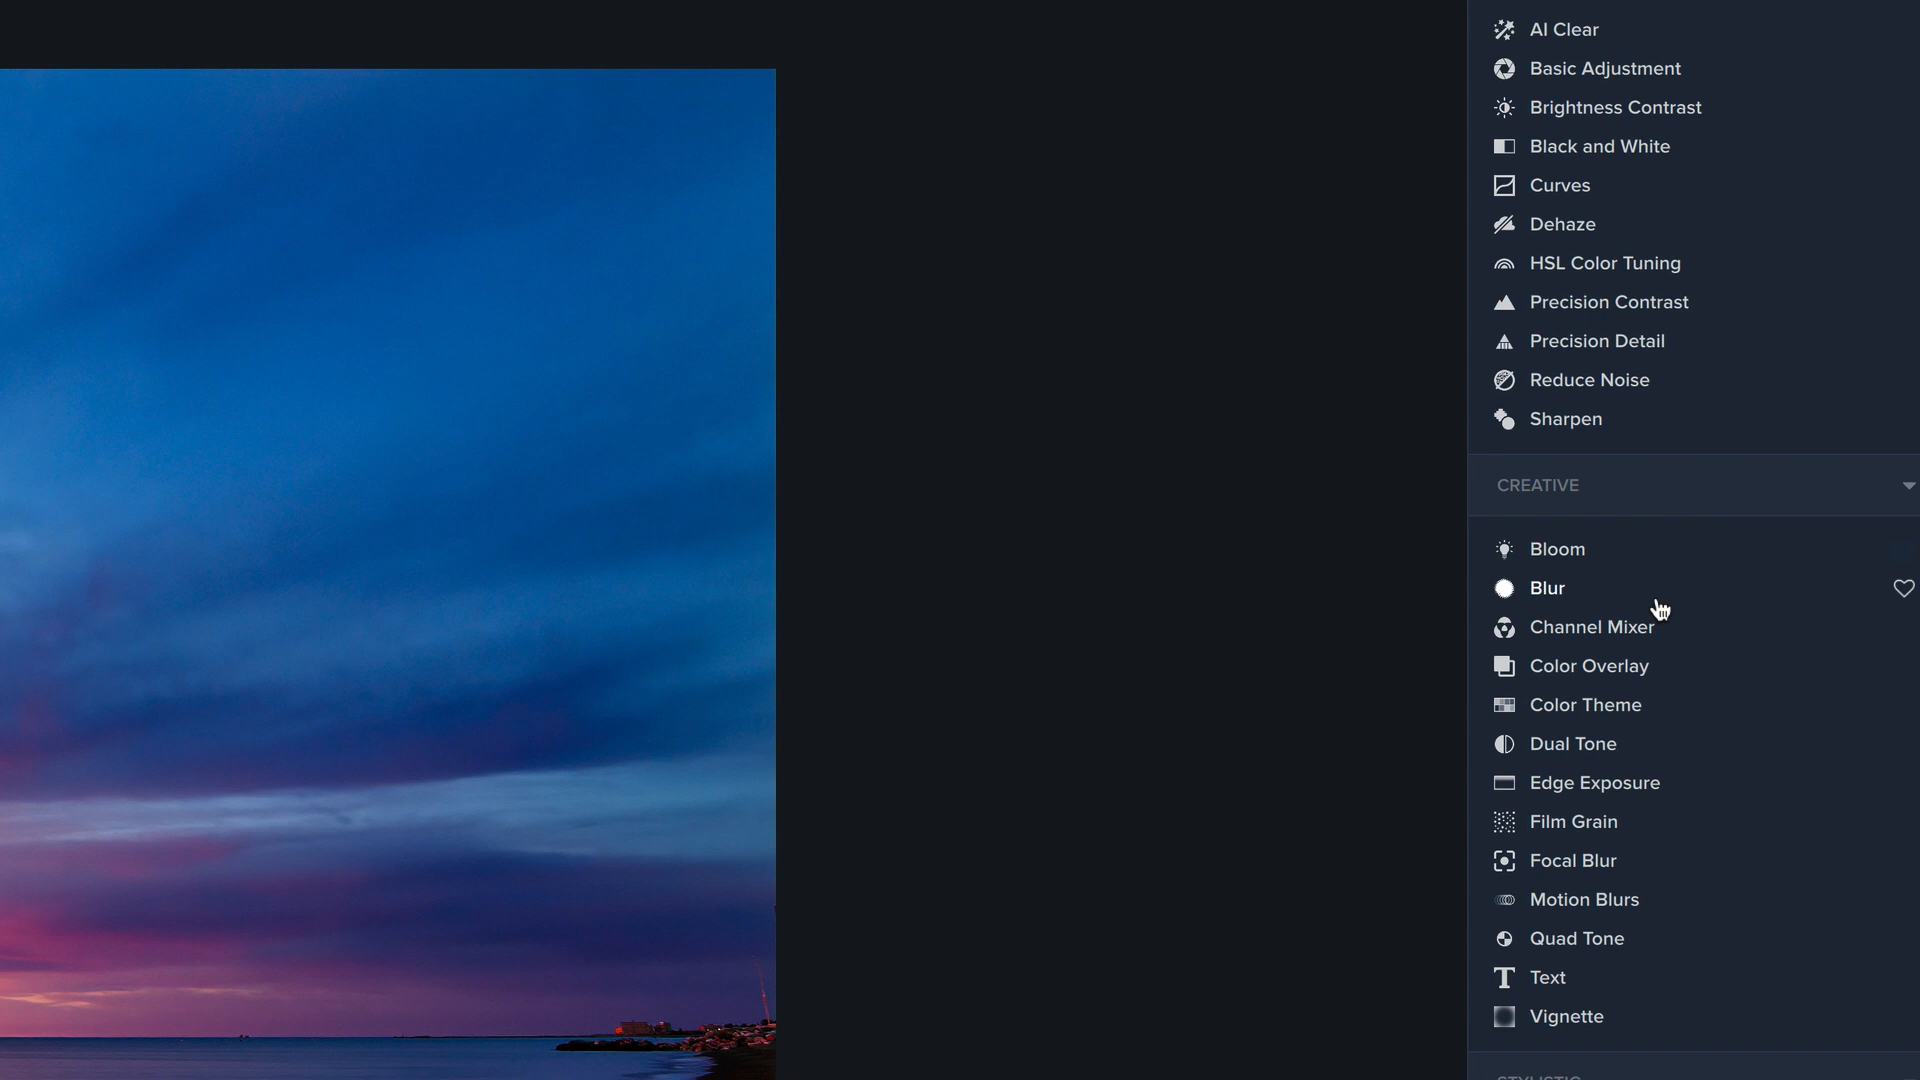 AI Clear
Basic Adjustment
Brightness Contrast
Black and White
Curves
Dehaze
HSL Color Tuning
Precision Contrast
Precision Detail
Reduce Noise
Sharpen
CREATIVE
Bloom
Blur
Channel Mixer
Color Overlay
Color Theme
Dual Tone
Edge Exposure
Film Grain
Focal Blur
Motion Blurs
Quad Tone
Text
Vignette